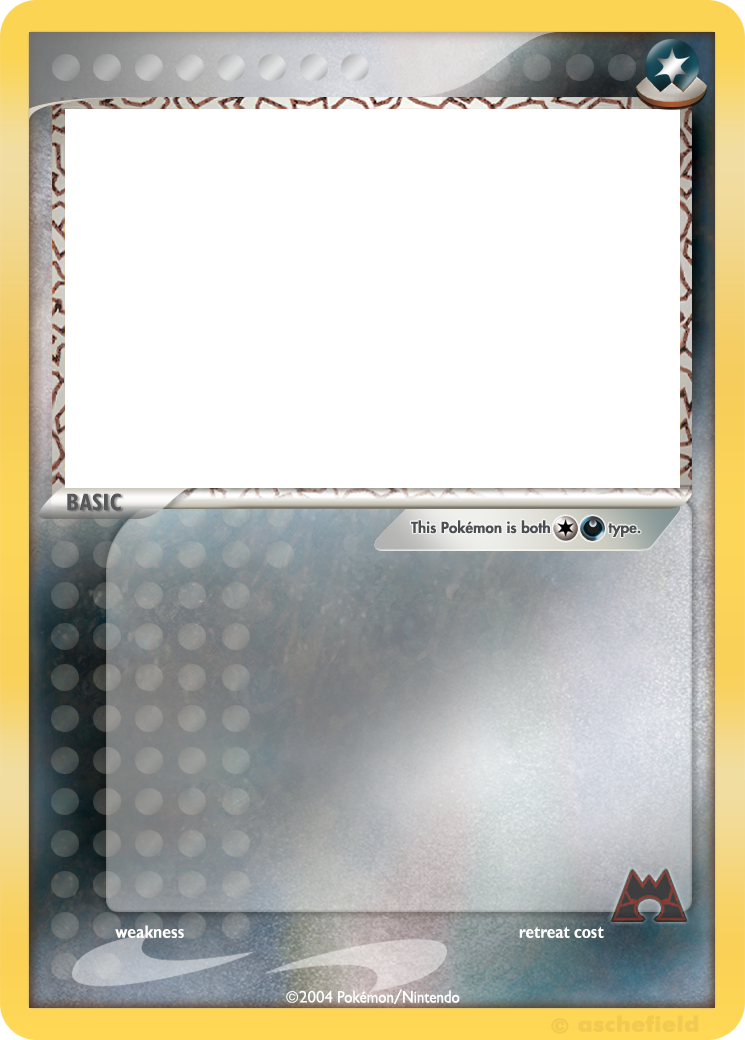 BASIC
This Pokémon is both type.
weakness retreat cost
©2004 Pokémon/Nintendo
© aschefield